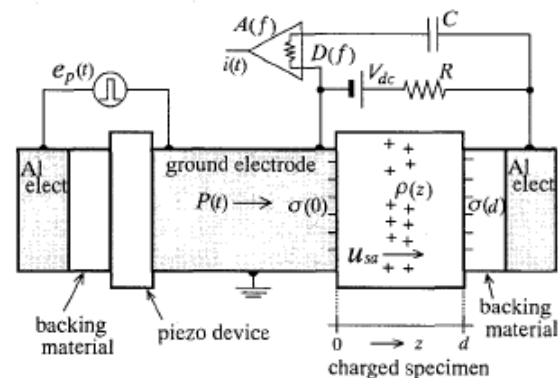 A(f)
C
D(f)
i(t)
e_p(t)
V_dc
R
Al
elect
ground electrode
P(t)
σ(0)
+ +
+ +
ρ(z)
+ +
+ +
+ +
u_sa
+ +
σ(d)
Al
elect
backing
material
piezo device
0
z
d
backing
material
charged specimen